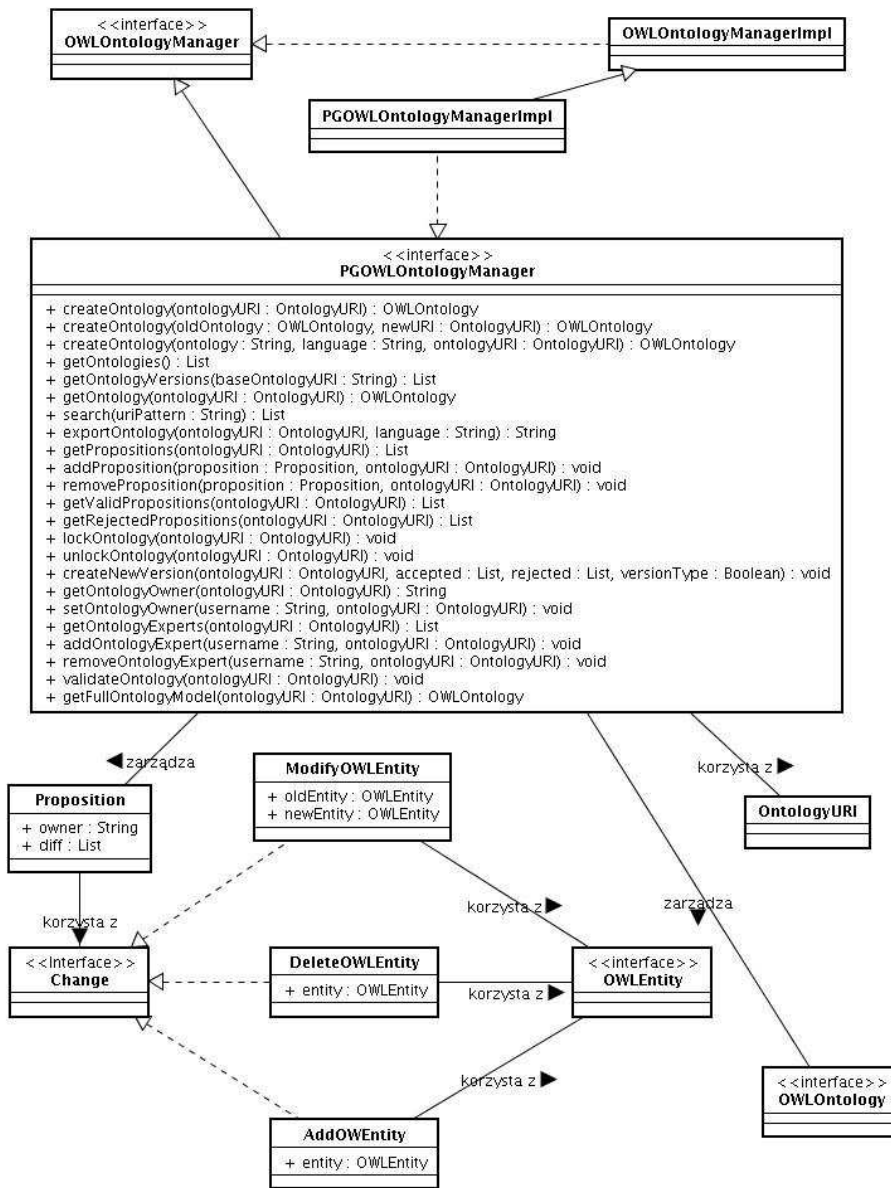 <<interface>>
OWLOntologyManager
OWLOntologyManagerImpl
PGOWLOntologyManagerImpl
<<interface>>
PGOWLOntologyManager
+ createOntology(ontologyURI : OntologyURI) : OWLOntology
+ createOntology(oldOntology : OWLOntology, newURI : OntologyURI) : OWLOntology
+ createOntology(ontology : String, language : String, ontologyURI : OntologyURI) : OWLOntology
+ getOntologies() : List
+ getOntologyVersions(baseOntologyURI : String) : List
+ getOntology(ontologyURI : OntologyURI) : OWLOntology
+ search(uriPattern : String) : List
+ exportOntology(ontologyURI : OntologyURI, language : String) : String
+ getPropositions(ontologyURI : OntologyURI) : List
+ addProposition(proposition : Proposition, ontologyURI : OntologyURI) : void
+ removeProposition(proposition : Proposition, ontologyURI : OntologyURI) : void
+ getValidPropositions(ontologyURI : OntologyURI) : List
+ getRejectedPropositions(ontologyURI : OntologyURI) : List
+ lockOntology(ontologyURI : OntologyURI) : void
+ unlockOntology(ontologyURI : OntologyURI) : void
+ createNewVersion(ontologyURI : OntologyURI, accepted : List, rejected : List, versionType : Boolean) : void
+ getOntologyOwner(ontologyURI : OntologyURI) : String
+ setOntologyOwner(username : String, ontologyURI : OntologyURI) : void
+ getOntologyExperts(ontologyURI : OntologyURI) : List
+ addOntologyExpert(username : String, ontologyURI : OntologyURI) : void
+ removeOntologyExpert(username : String, ontologyURI : OntologyURI) : void
+ validateOntology(ontologyURI : OntologyURI) : void
+ getFullOntologyModel(ontologyURI : OntologyURI) : OWLOntology
zarządza
korzysta z
Proposition
+ owner : String
+ diff : List
ModifyOWLEntity
+ oldEntity : OWLEntity
+ newEntity : OWLEntity
OntologyURI
korzysta z
korzysta z
zarządza
<<Interface>>
Change
DeleteOWLEntity
+ entity : OWLEntity
korzysta z
<<interface>>
OWLEntity
korzysta z
AddOWEntity
+ entity : OWLEntity
<<interface>>
OWLOntology